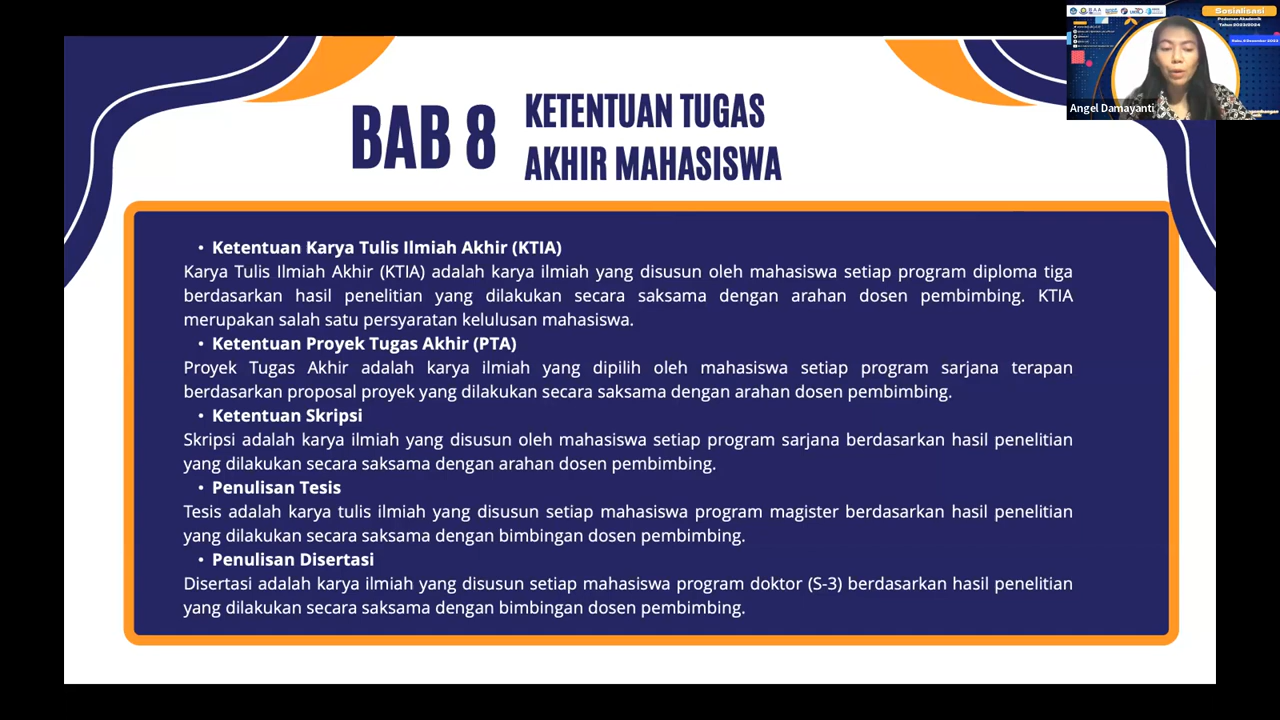 BAB 8
KETENTUAN TUGAS
AKHIR MAHASISWA
• Ketentuan Karya Tulis Ilmiah Akhir (KTIA)
Karya Tulis Ilmiah Akhir (KTIA) adalah karya ilmiah yang disusun oleh mahasiswa setiap program diploma tiga
berdasarkan hasil penelitian yang dilakukan secara saksama dengan arahan dosen pembimbing. KTIA
merupakan salah satu persyaratan kelulusan mahasiswa.
• Ketentuan Proyek Tugas Akhir (PTA)
Proyek Tugas Akhir adalah karya ilmiah yang dipilih oleh mahasiswa setiap program sarjana terapan
berdasarkan proposal proyek yang dilakukan secara saksama dengan arahan dosen pembimbing.
• Ketentuan Skripsi
Skripsi adalah karya ilmiah yang disusun oleh mahasiswa setiap program sarjana berdasarkan hasil penelitian
yang dilakukan secara saksama dengan arahan dosen pembimbing.
• Penulisan Tesis
Tesis adalah karya tulis ilmiah yang disusun setiap mahasiswa program magister berdasarkan hasil penelitian
yang dilakukan secara saksama dengan bimbingan dosen pembimbing.
• Penulisan Disertasi
Disertasi adalah karya ilmiah yang disusun setiap mahasiswa program doktor (S-3) berdasarkan hasil penelitian
yang dilakukan secara saksama dengan bimbingan dosen pembimbing.
Sosialisasi
Pedoman Akademik
Tahun 2023/2024
Angel Damayanti